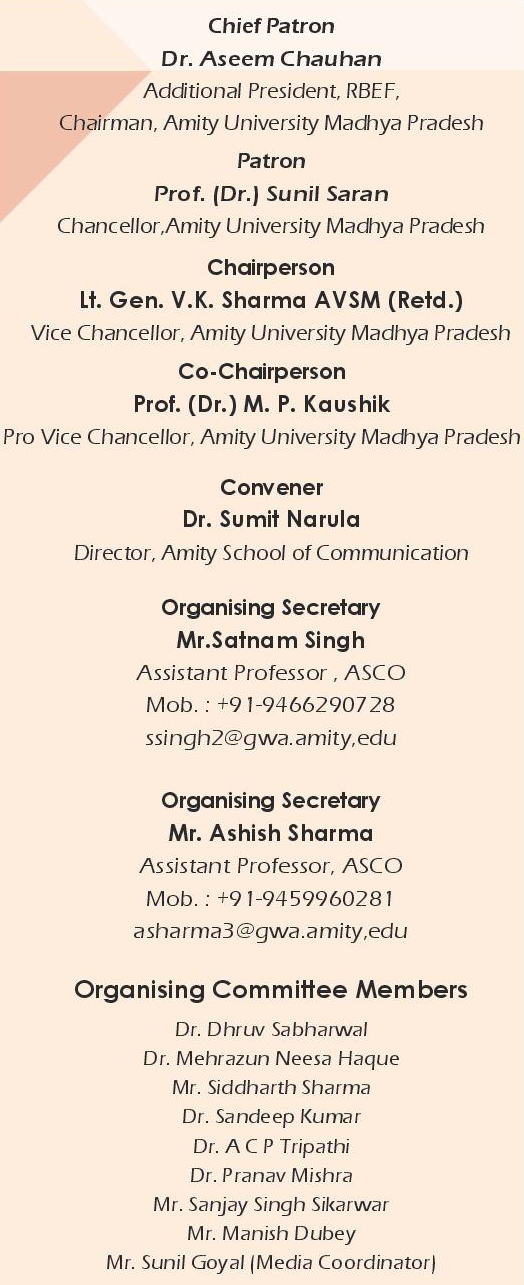 Chief Patron
Dr. Aseem Chauhan
Additional President, RBEF,
Chairman, Amity University Madhya Pradesh
Patron
Prof. (Dr.) Sunil Saran
Chancellor,Amity University Madhya Pradesh
Chairperson
Lt. Gen. V.K. Sharma AVSM (Retd.)
Vice Chancellor, Amity University Madhya Pradesh
Co-Chairperson
Prof. (Dr.) M. P. Kaushik
Pro Vice Chancellor, Amity University Madhya Pradesh
Convener
Dr. Sumit Narula
Director, Amity School of Communication
Organising Secretary
Mr.Satnam Singh
Assistant Professor , ASCO
Mob. : +91-9466290728
ssingh2@gwa.amity,edu
Organising Secretary
Mr. Ashish Sharma
Assistant Professor, ASCO
Mob. : +91-9459960281
asharma3@gwa.amity,edu
Organising Committee Members
Dr. Dhruv Sabharwal
Dr. Mehrazun Neesa Haque
Mr. Siddharth Sharma
Dr. Sandeep Kumar
Dr. A C P Tripathi
Dr. Pranav Mishra
Mr. Sanjay Singh Sikarwar
Mr. Manish Dubey
Mr. Sunil Goyal (Media Coordinator)